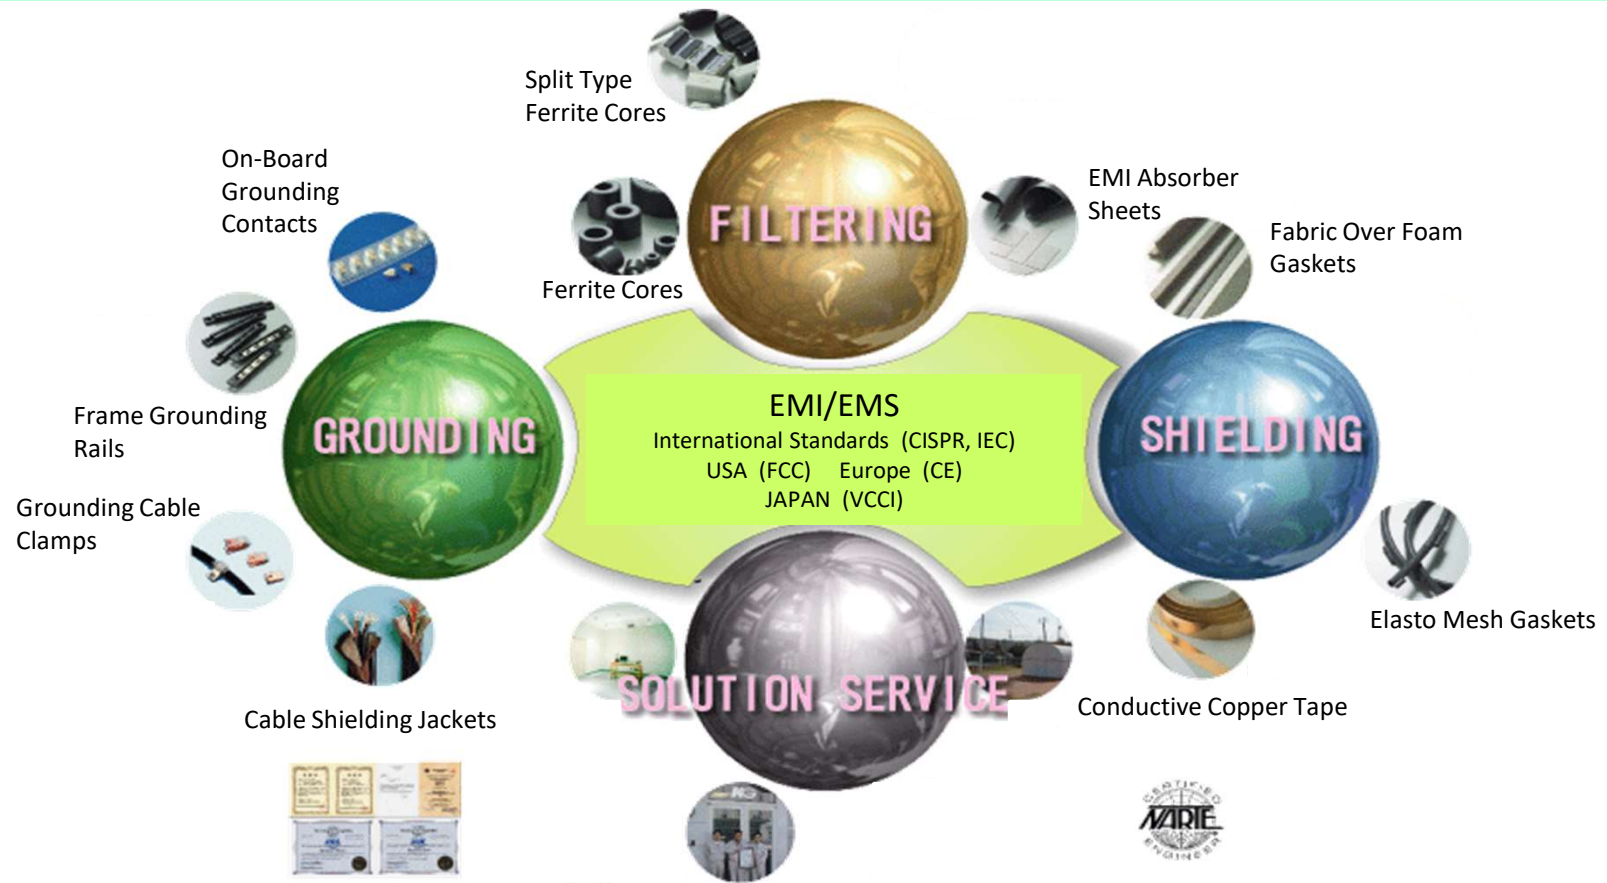 Split Type
Ferrite Cores
On-Board
Grounding
Contacts
EMI Absorber
Sheets
FILTERING
Fabric Over Foam
Gaskets
Ferrite Cores
Frame Grounding
Rails
GROUNDING
EMI/EMS
International Standards (CISPR, IEC)
USA (FCC) Europe (CE)
JAPAN (VCCI)
SHIELDING
Grounding Cable
Clamps
Elasto Mesh Gaskets
SOLUTION SERVICE
Conductive Copper Tape
Cable Shielding Jackets
CERTIFIED
NARTE
ENGINEER